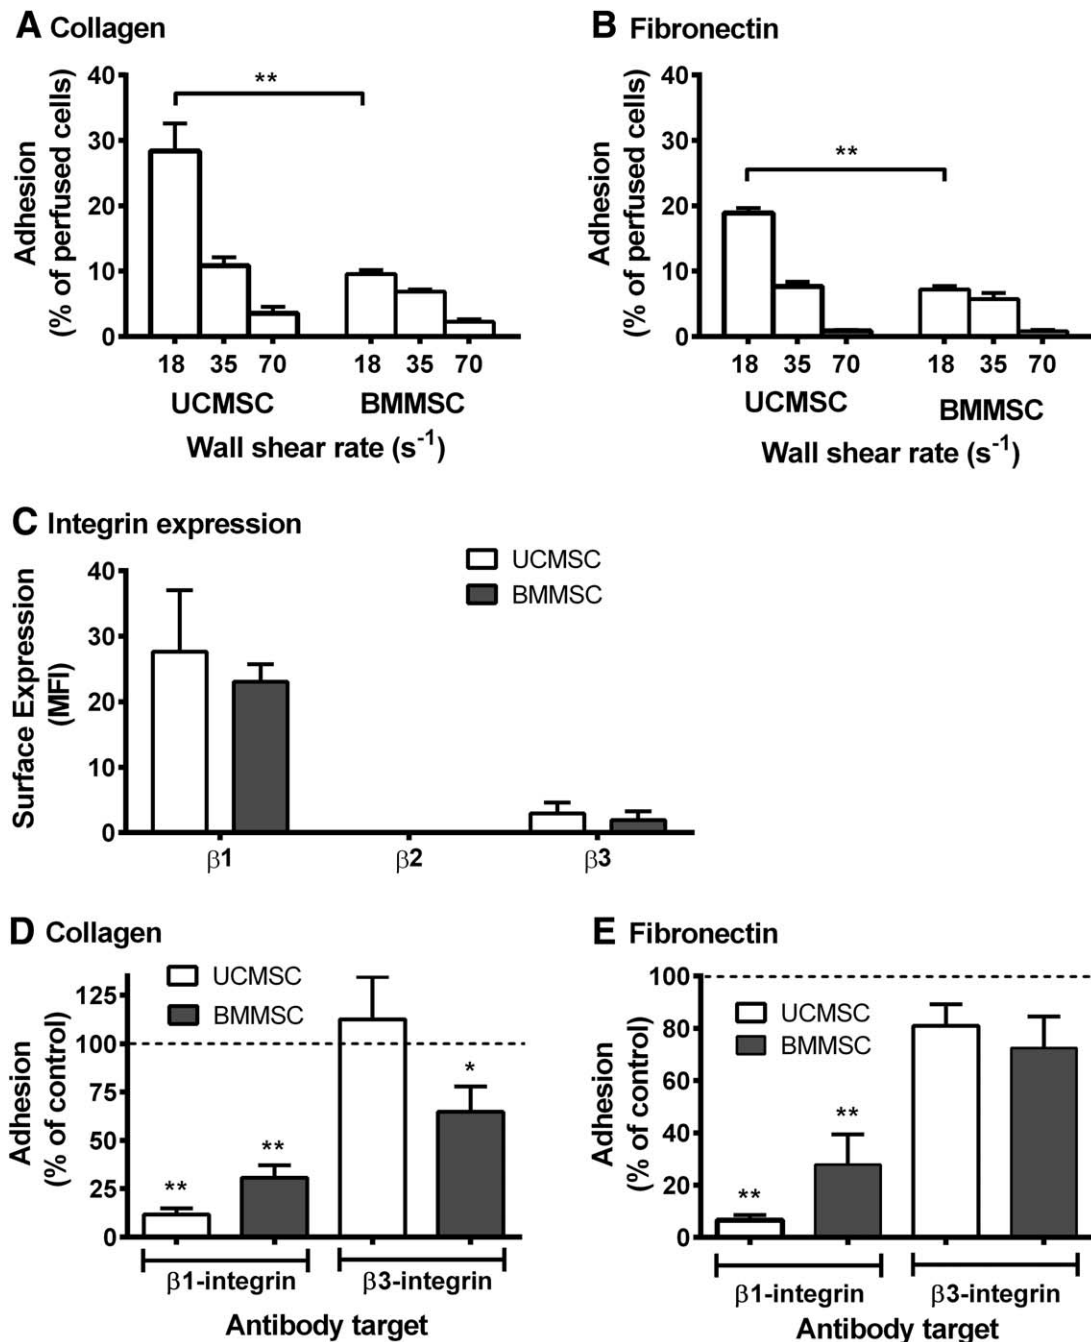 A Collagen
Adhesion
(% of perfused cells)
40
30
20
10
0
**
18 35 70 18 35 70
UCMSC BMMSC
Wall shear rate (s⁻¹)
B Fibronectin
Adhesion
(% of perfused cells)
40
30
20
10
0
**
18 35 70 18 35 70
UCMSC BMMSC
Wall shear rate (s⁻¹)
C Integrin expression
Surface Expression
(MFI)
40
30
20
10
0
UCMSC
BMMSC
β1 β2 β3
D Collagen
Adhesion
(% of control)
125
100
75
50
25
0
UCMSC
BMMSC
** ** *
β1-integrin β3-integrin
Antibody target
E Fibronectin
Adhesion
(% of control)
100
80
60
40
20
0
UCMSC
BMMSC
** **
β1-integrin β3-integrin
Antibody target